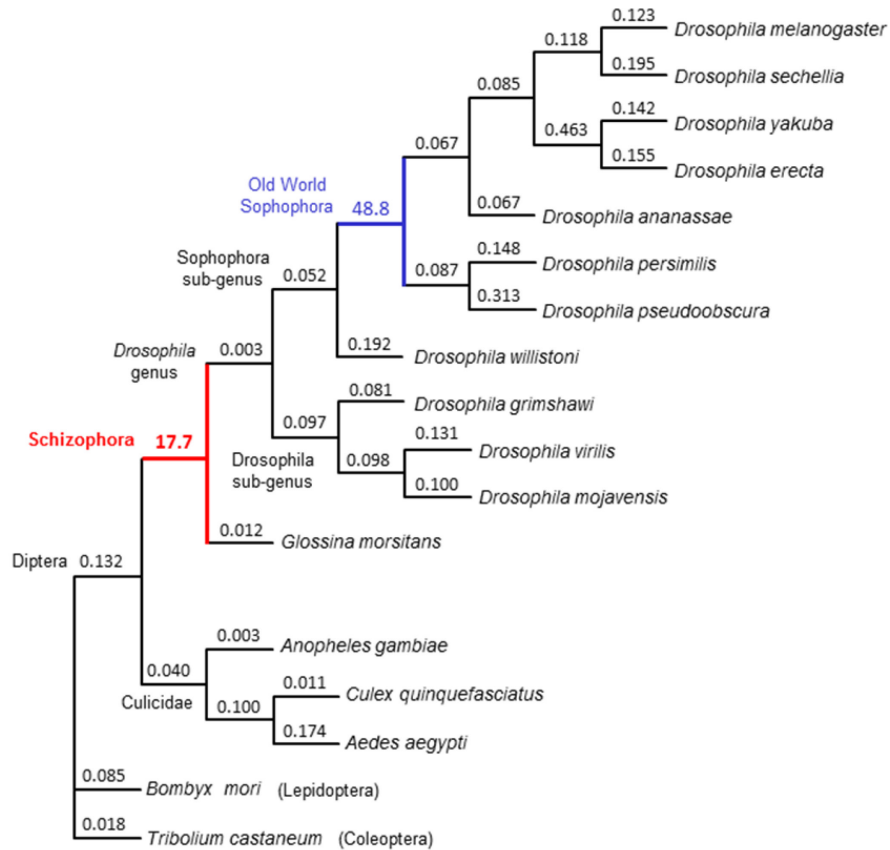 0.123
Drosophila melanogaster
0.118
0.195
Drosophila sechellia
0.085
0.142
Drosophila yakuba
0.463
0.067
0.155
Drosophila erecta
Old World
Sophophora
48.8
0.067
Drosophila ananassae
Sophophora
sub-genus
0.052
0.148
Drosophila persimilis
0.087
0.313
Drosophila pseudoobscura
Drosophila
genus
0.003
0.192
Drosophila willistoni
0.081
Drosophila grimshawi
0.097
Schizophora
17.7
0.131
Drosophila virilis
Drosophila
sub-genus
0.098
0.100
Drosophila mojavensis
0.012
Glossina morsitans
Diptera
0.132
0.003
Anopheles gambiae
0.040
Culicidae
0.011
Culex quinquefasciatus
0.100
0.174
Aedes aegypti
0.085
Bombyx mori (Lepidoptera)
0.018
Tribolium castaneum (Coleoptera)